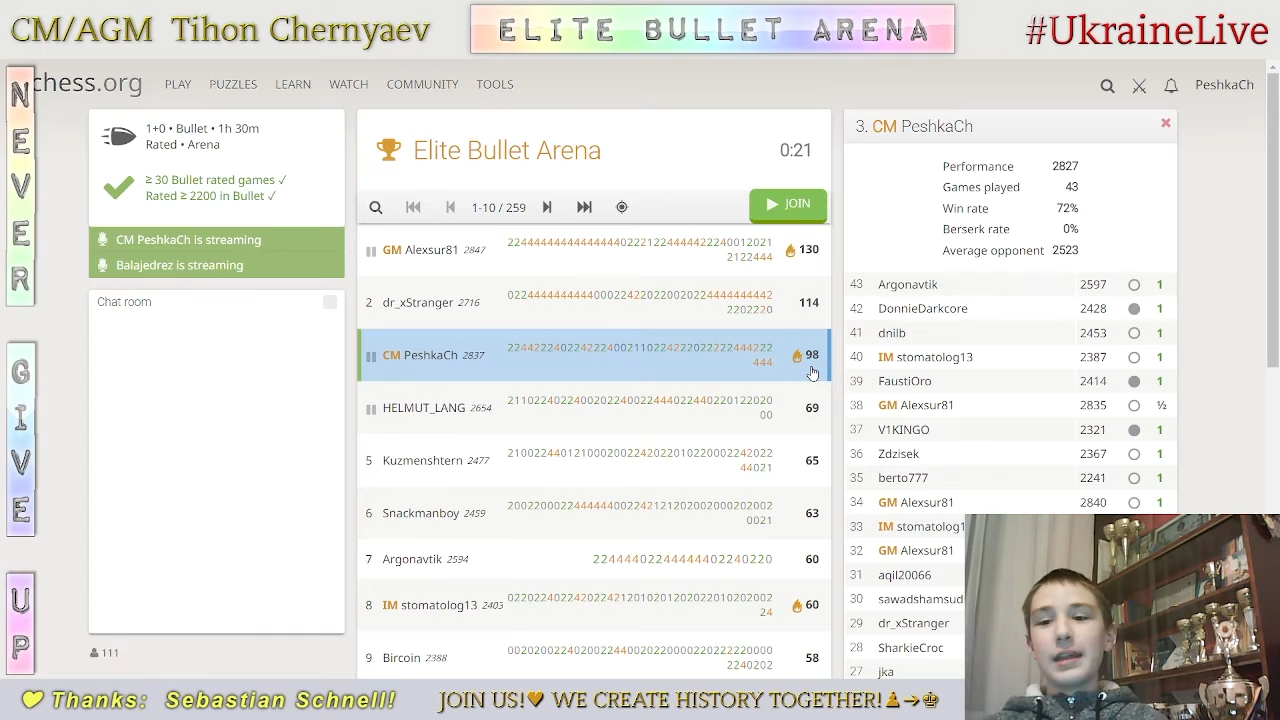 CM/AGM Tihon Chernyaev
ELITE BULLET ARENA
#UkraineLive
NEVER
GIVE
UP
chess.org
PLAY
PUZZLES
LEARN
WATCH
COMMUNITY
TOOLS
PeshkaCh
1+0 • Bullet • 1h 30m
Rated • Arena
≥ 30 Bullet rated games ✓
Rated ≥ 2200 in Bullet ✓
CM PeshkaCh is streaming
Balajedrez is streaming
Chat room
111
Elite Bullet Arena
0:21
1-10 / 259
JOIN
GM Alexsur81 2847
130
2122444
2 dr_xStranger 2716
114
2202220
CM PeshkaCh 2837
98
444
HELMUT_LANG 2654
69
00
5 Kuzmenshtern 2477
65
44021
6 Snackmanboy 2459
63
0021
7 Argonavtik 2594 22444402244444402240220 60
8 IM stomatolog13 2403
60
24
9 Bircoin 2388
58
2240202
3. CM PeshkaCh
Performance 2827
Games played 43
Win rate 72%
Berserk rate 0%
Average opponent 2523
43 Argonavtik 2597 1
42 DonnieDarkcore 2428 1
41 dnilb 2453 1
40 IM stomatolog13 2387 1
39 FaustiOro 2414 1
38 GM Alexsur81 2835 ½
37 V1KINGO 2321 1
36 Zdzisek 2367 1
35 berto777 2241 1
34 GM Alexsur81 2840 1
33 IM stomatolog1
32 GM Alexsur81
31 aqil20066
30 sawadshamsud
29 dr_xStranger
28 SharkieCroc
27 jka
Thanks: Sebastian Schnell!
JOIN US!♥ WE CREATE HISTORY TOGETHER!♟→♚